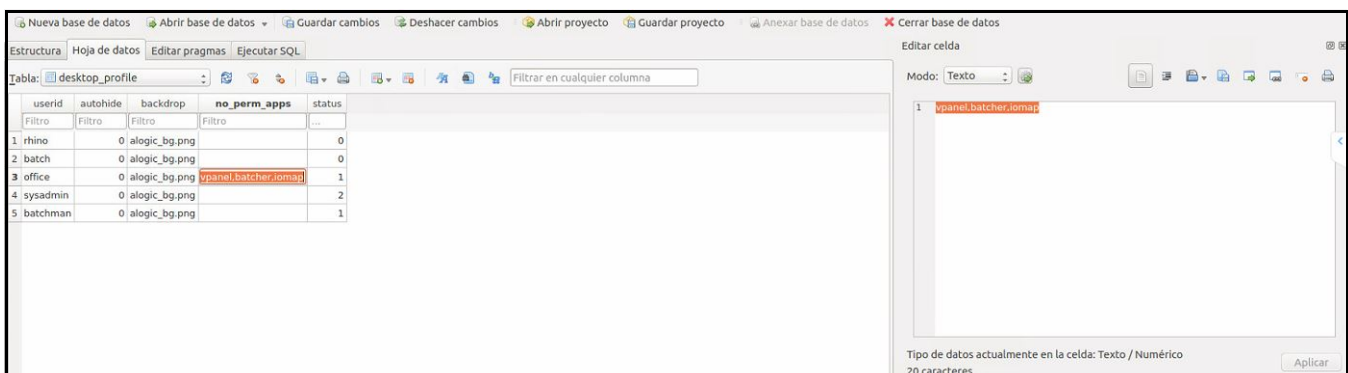 Nueva base de datos Abrir base de datos Guardar cambios Deshacer cambios Abrir proyecto Guardar proyecto Anexar base de datos Cerrar base de datos
Estructura Hoja de datos Editar pragmas Ejecutar SQL
Tabla: desktop_profile Filtrar en cualquier columna
userid autohide backdrop no_perm_apps status
Filtro Filtro Filtro Filtro ...
1 rhino 0 alogic_bg.png 0
2 batch 0 alogic_bg.png 0
3 office 0 alogic_bg.png vpanel,batcher,iomap 1
4 sysadmin 0 alogic_bg.png 2
5 batchman 0 alogic_bg.png 1
Editar celda
Modo: Texto
1 vpanel,batcher,iomap
Tipo de datos actualmente en la celda: Texto / Numérico
20 caracteres
Aplicar